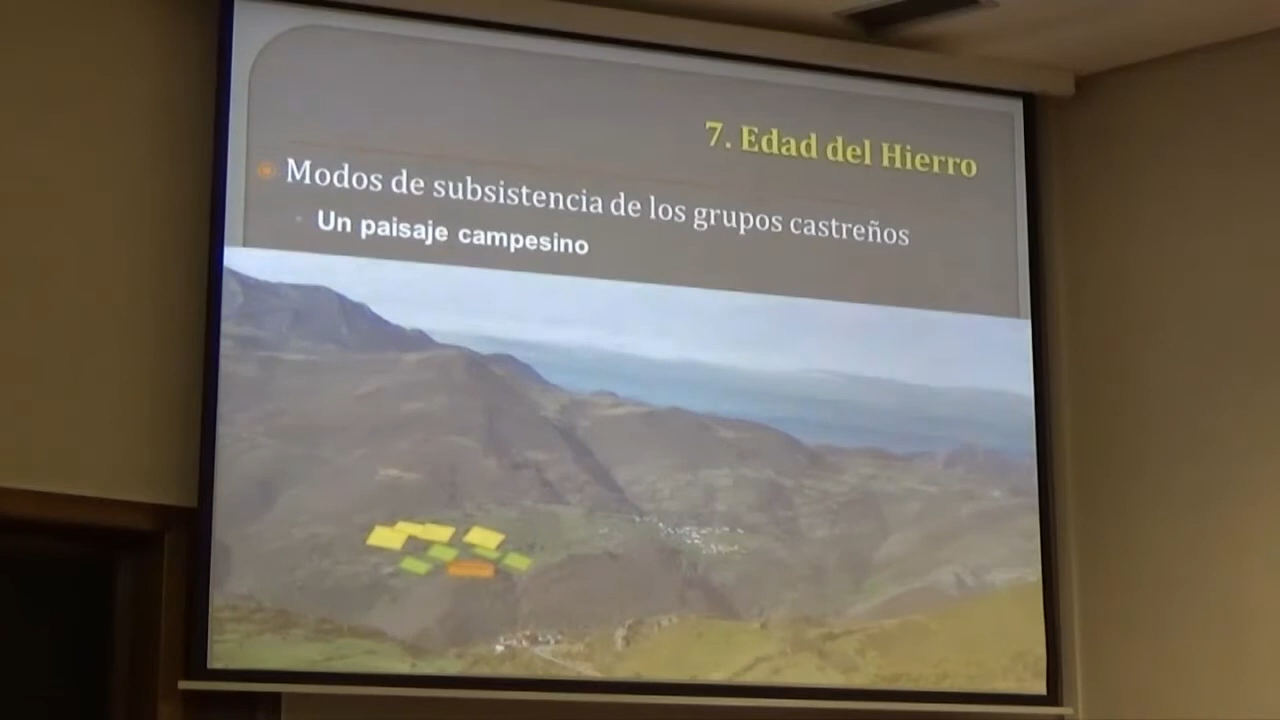 7. Edad del Hierro
Modos de subsistencia de los grupos castreños
Un paisaje campesino